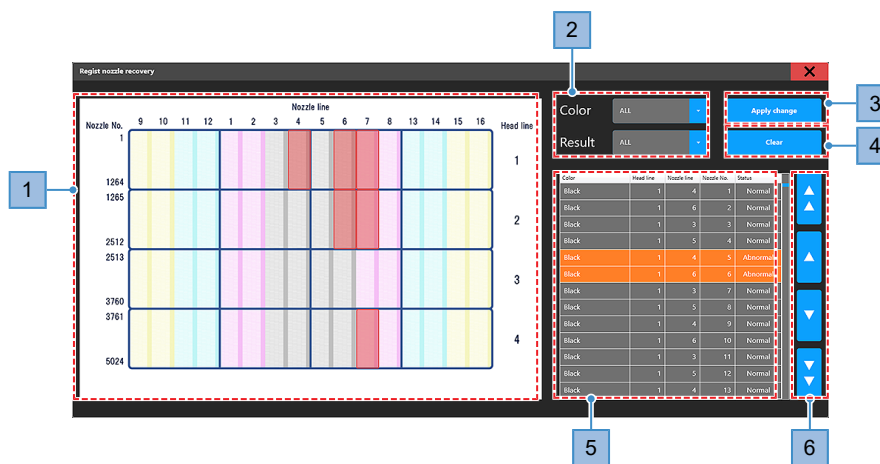 2
Regist nozzle recovery
Nozzle line
9 10 11 12 1 2 3 4 5 6 7 8 13 14 15 16
Nozzle No.
Head line
1
1264
1265
2512
2513
3760
3761
5024
1
2
3
4
1
Color ALL
Result ALL
Apply change
Clear
3
4
Color Head line Nozzle line Nozzle No. Status
Black 1 4 1 Normal
Black 1 6 2 Normal
Black 1 3 3 Normal
Black 1 5 4 Normal
Black 1 4 5 Abnormal
Black 1 6 6 Abnormal
Black 1 3 7 Normal
Black 1 5 8 Normal
Black 1 4 9 Normal
Black 1 6 10 Normal
Black 1 3 11 Normal
Black 1 5 12 Normal
Black 1 4 13 Normal
5
6